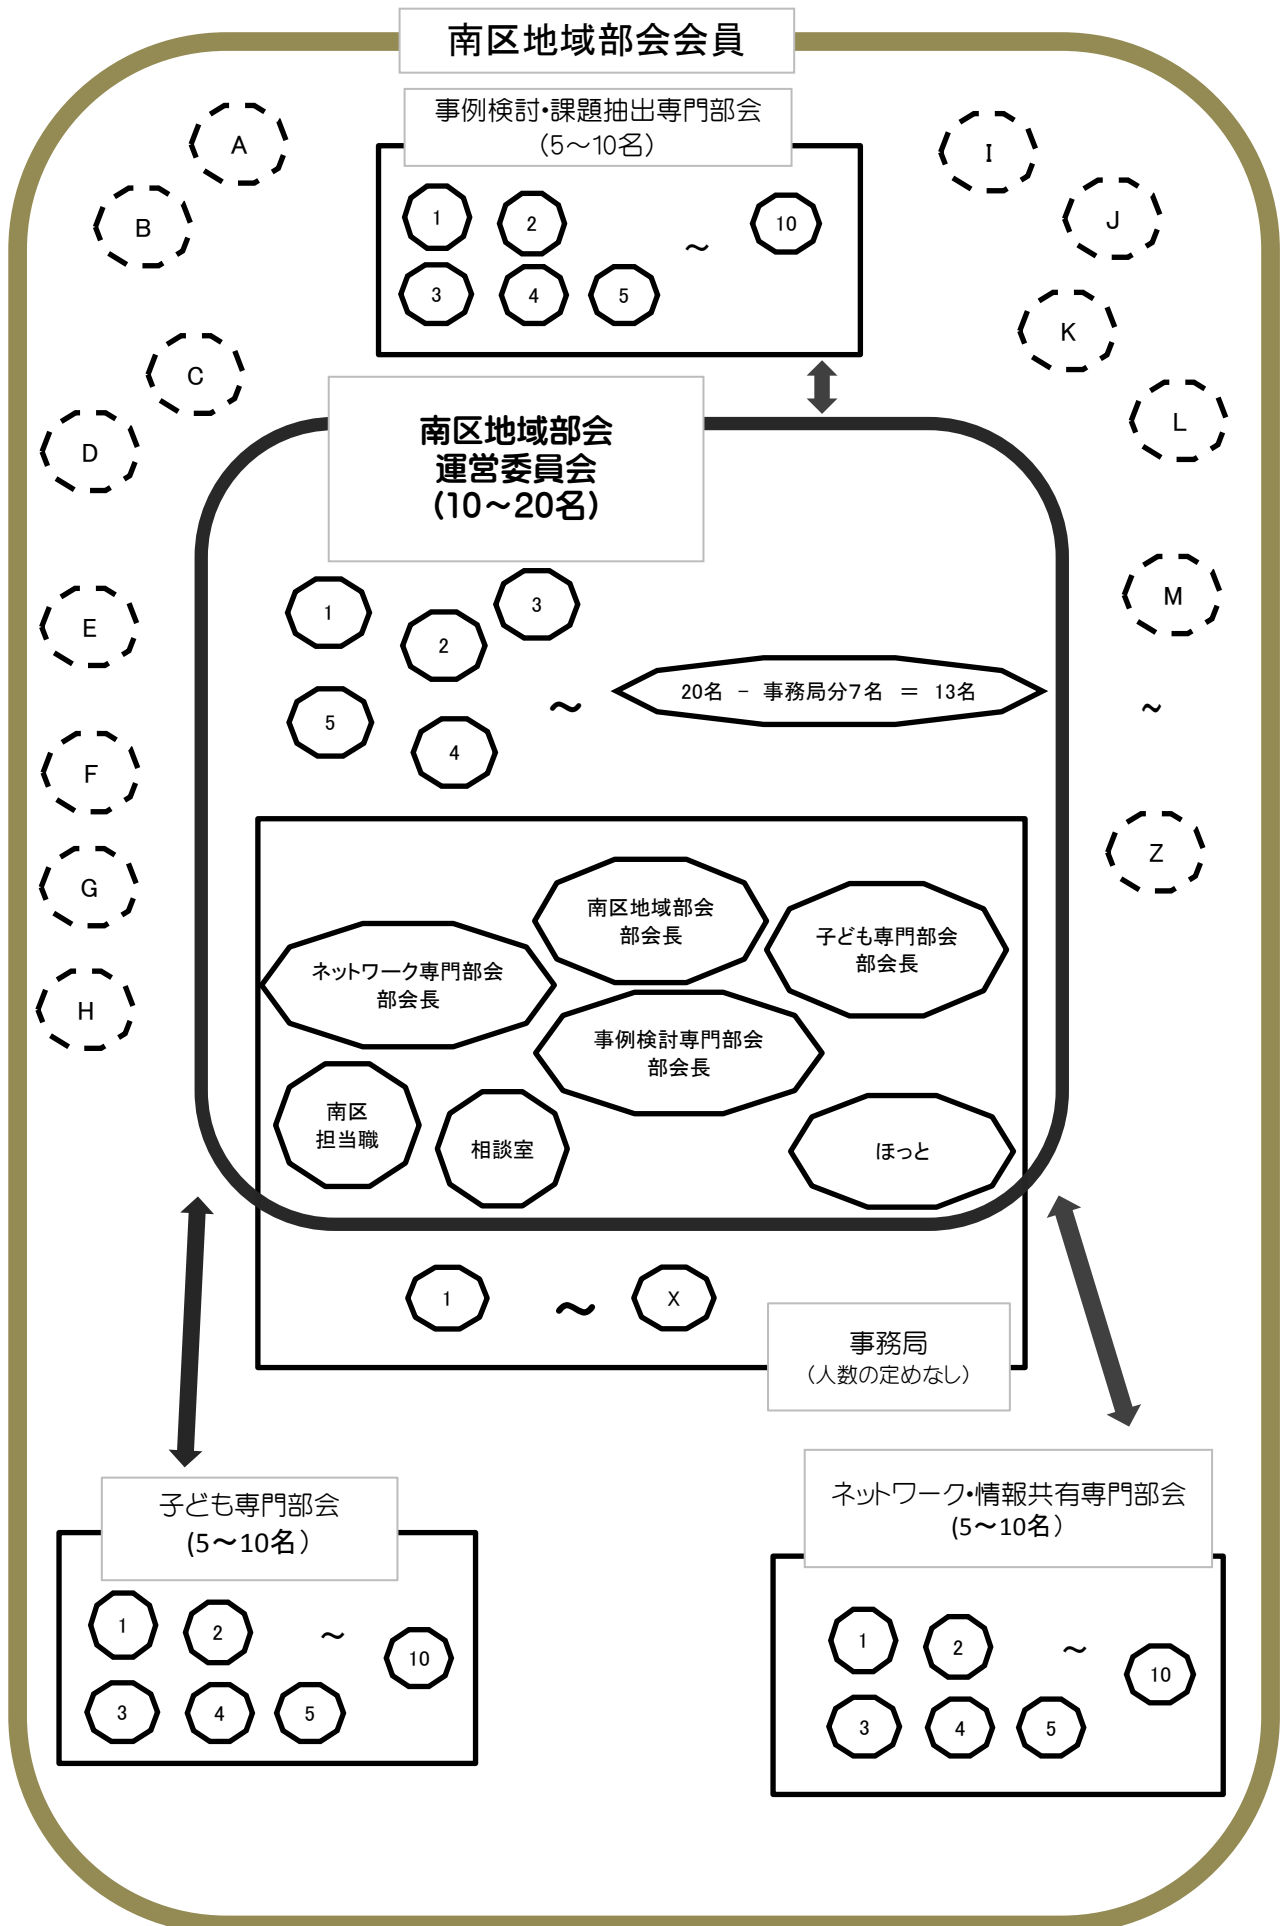 南区地域部会会員
事例検討・課題抽出専門部会
(5～10名)
A
B
C
D
E
F
G
H
I
J
K
L
M
～
Z
1
2
～
10
3
4
5
南区地域部会
運営委員会
(10～20名)
1
2
3
5
4
～
20名 － 事務局分7名 ＝ 13名
南区地域部会
部会長
子ども専門部会
部会長
ネットワーク専門部会
部会長
事例検討専門部会
部会長
南区
担当職
相談室
ほっと
1
～
X
事務局
(人数の定めなし)
子ども専門部会
(5～10名)
1
2
～
10
3
4
5
ネットワーク・情報共有専門部会
(5～10名)
1
2
～
10
3
4
5